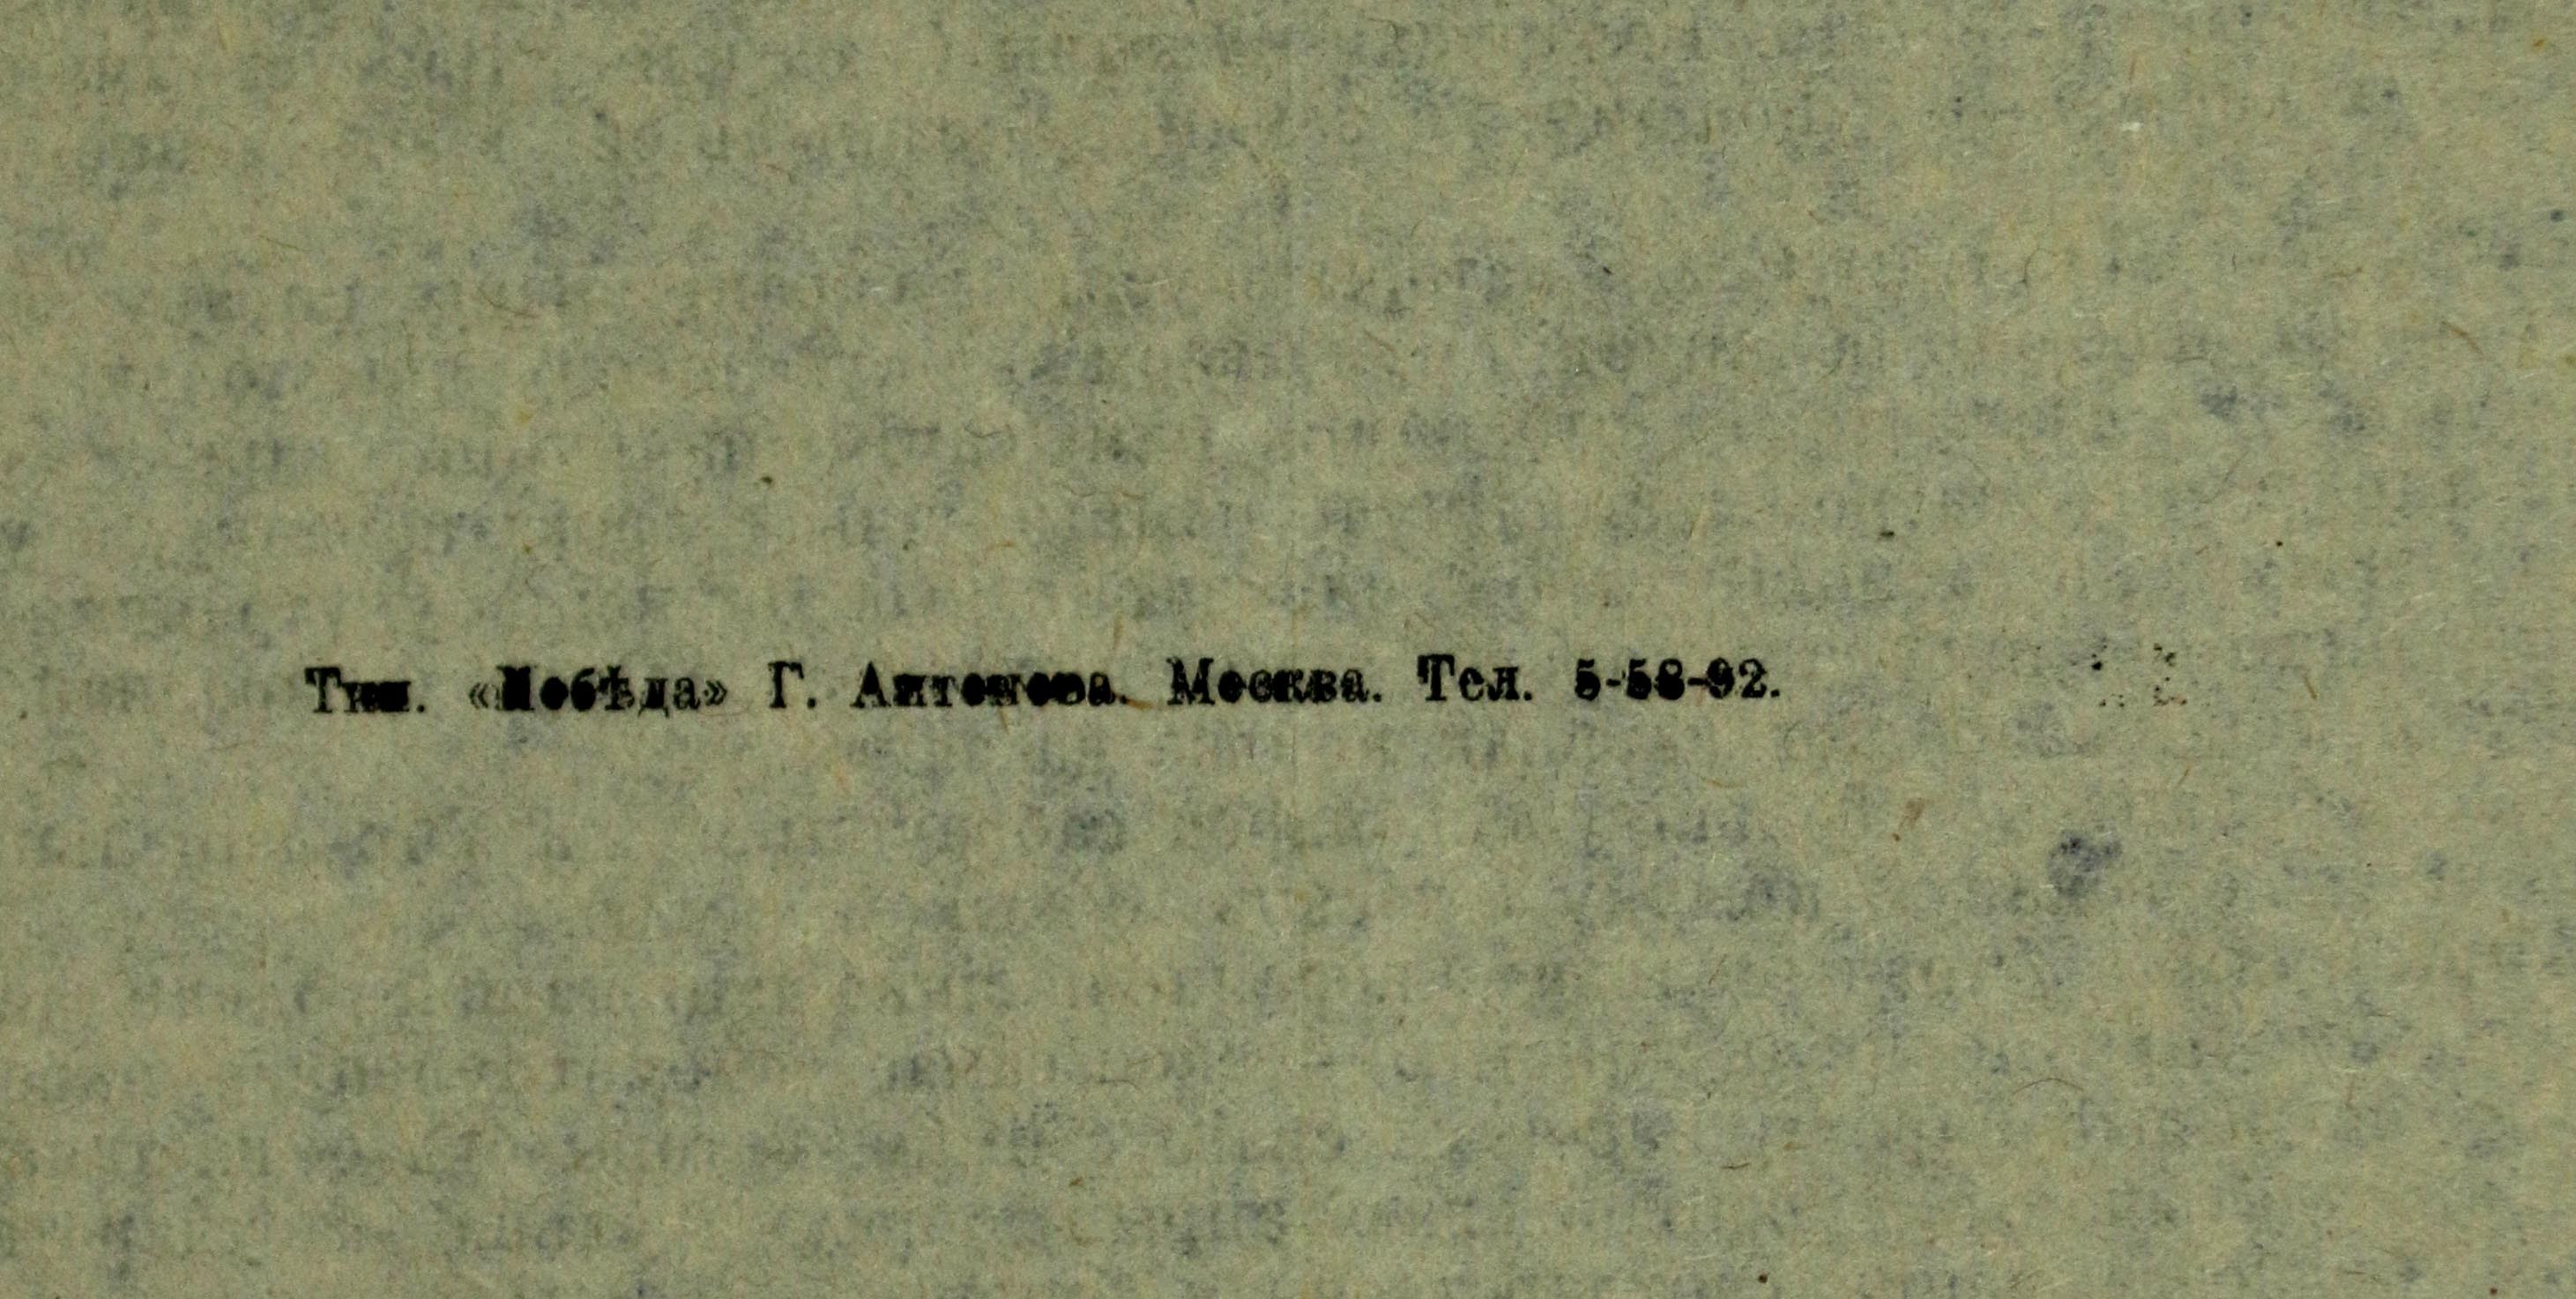 Тип. «Побѣда» Г. Антонова. Москва. Тел. 5-58-92.